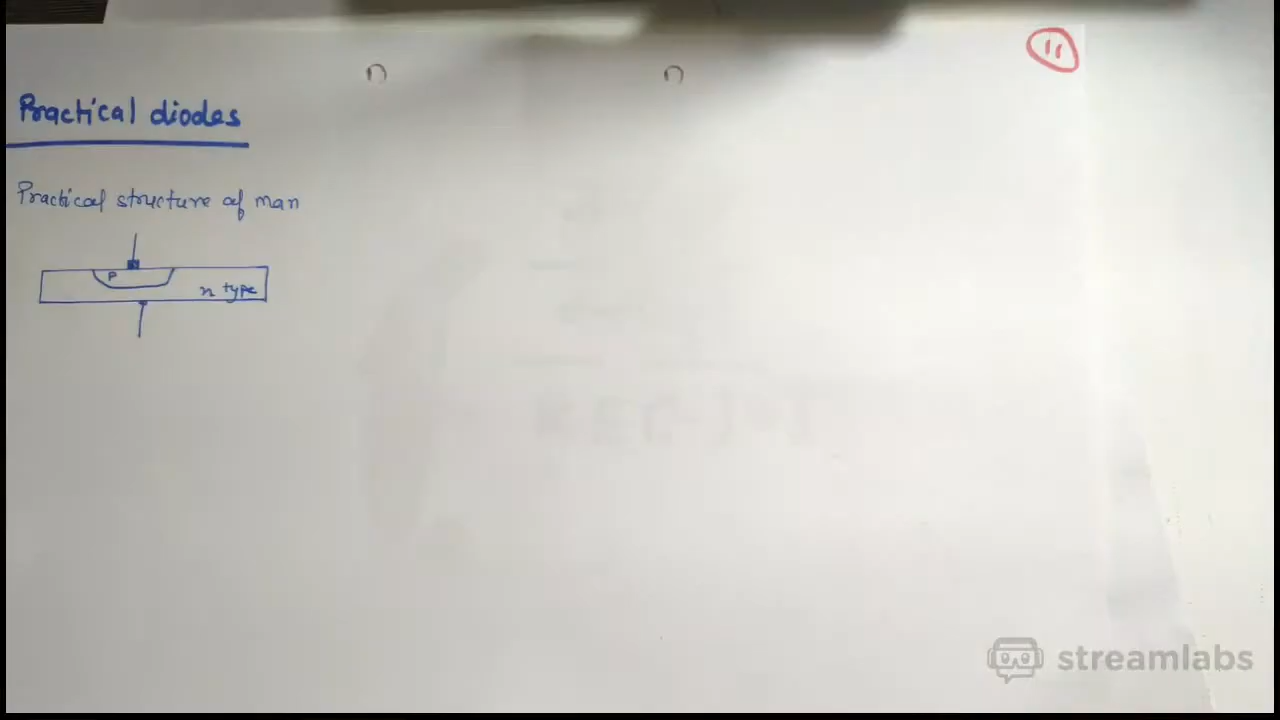 11
Practical diodes
Practical structure of man
P
n type
streamlabs